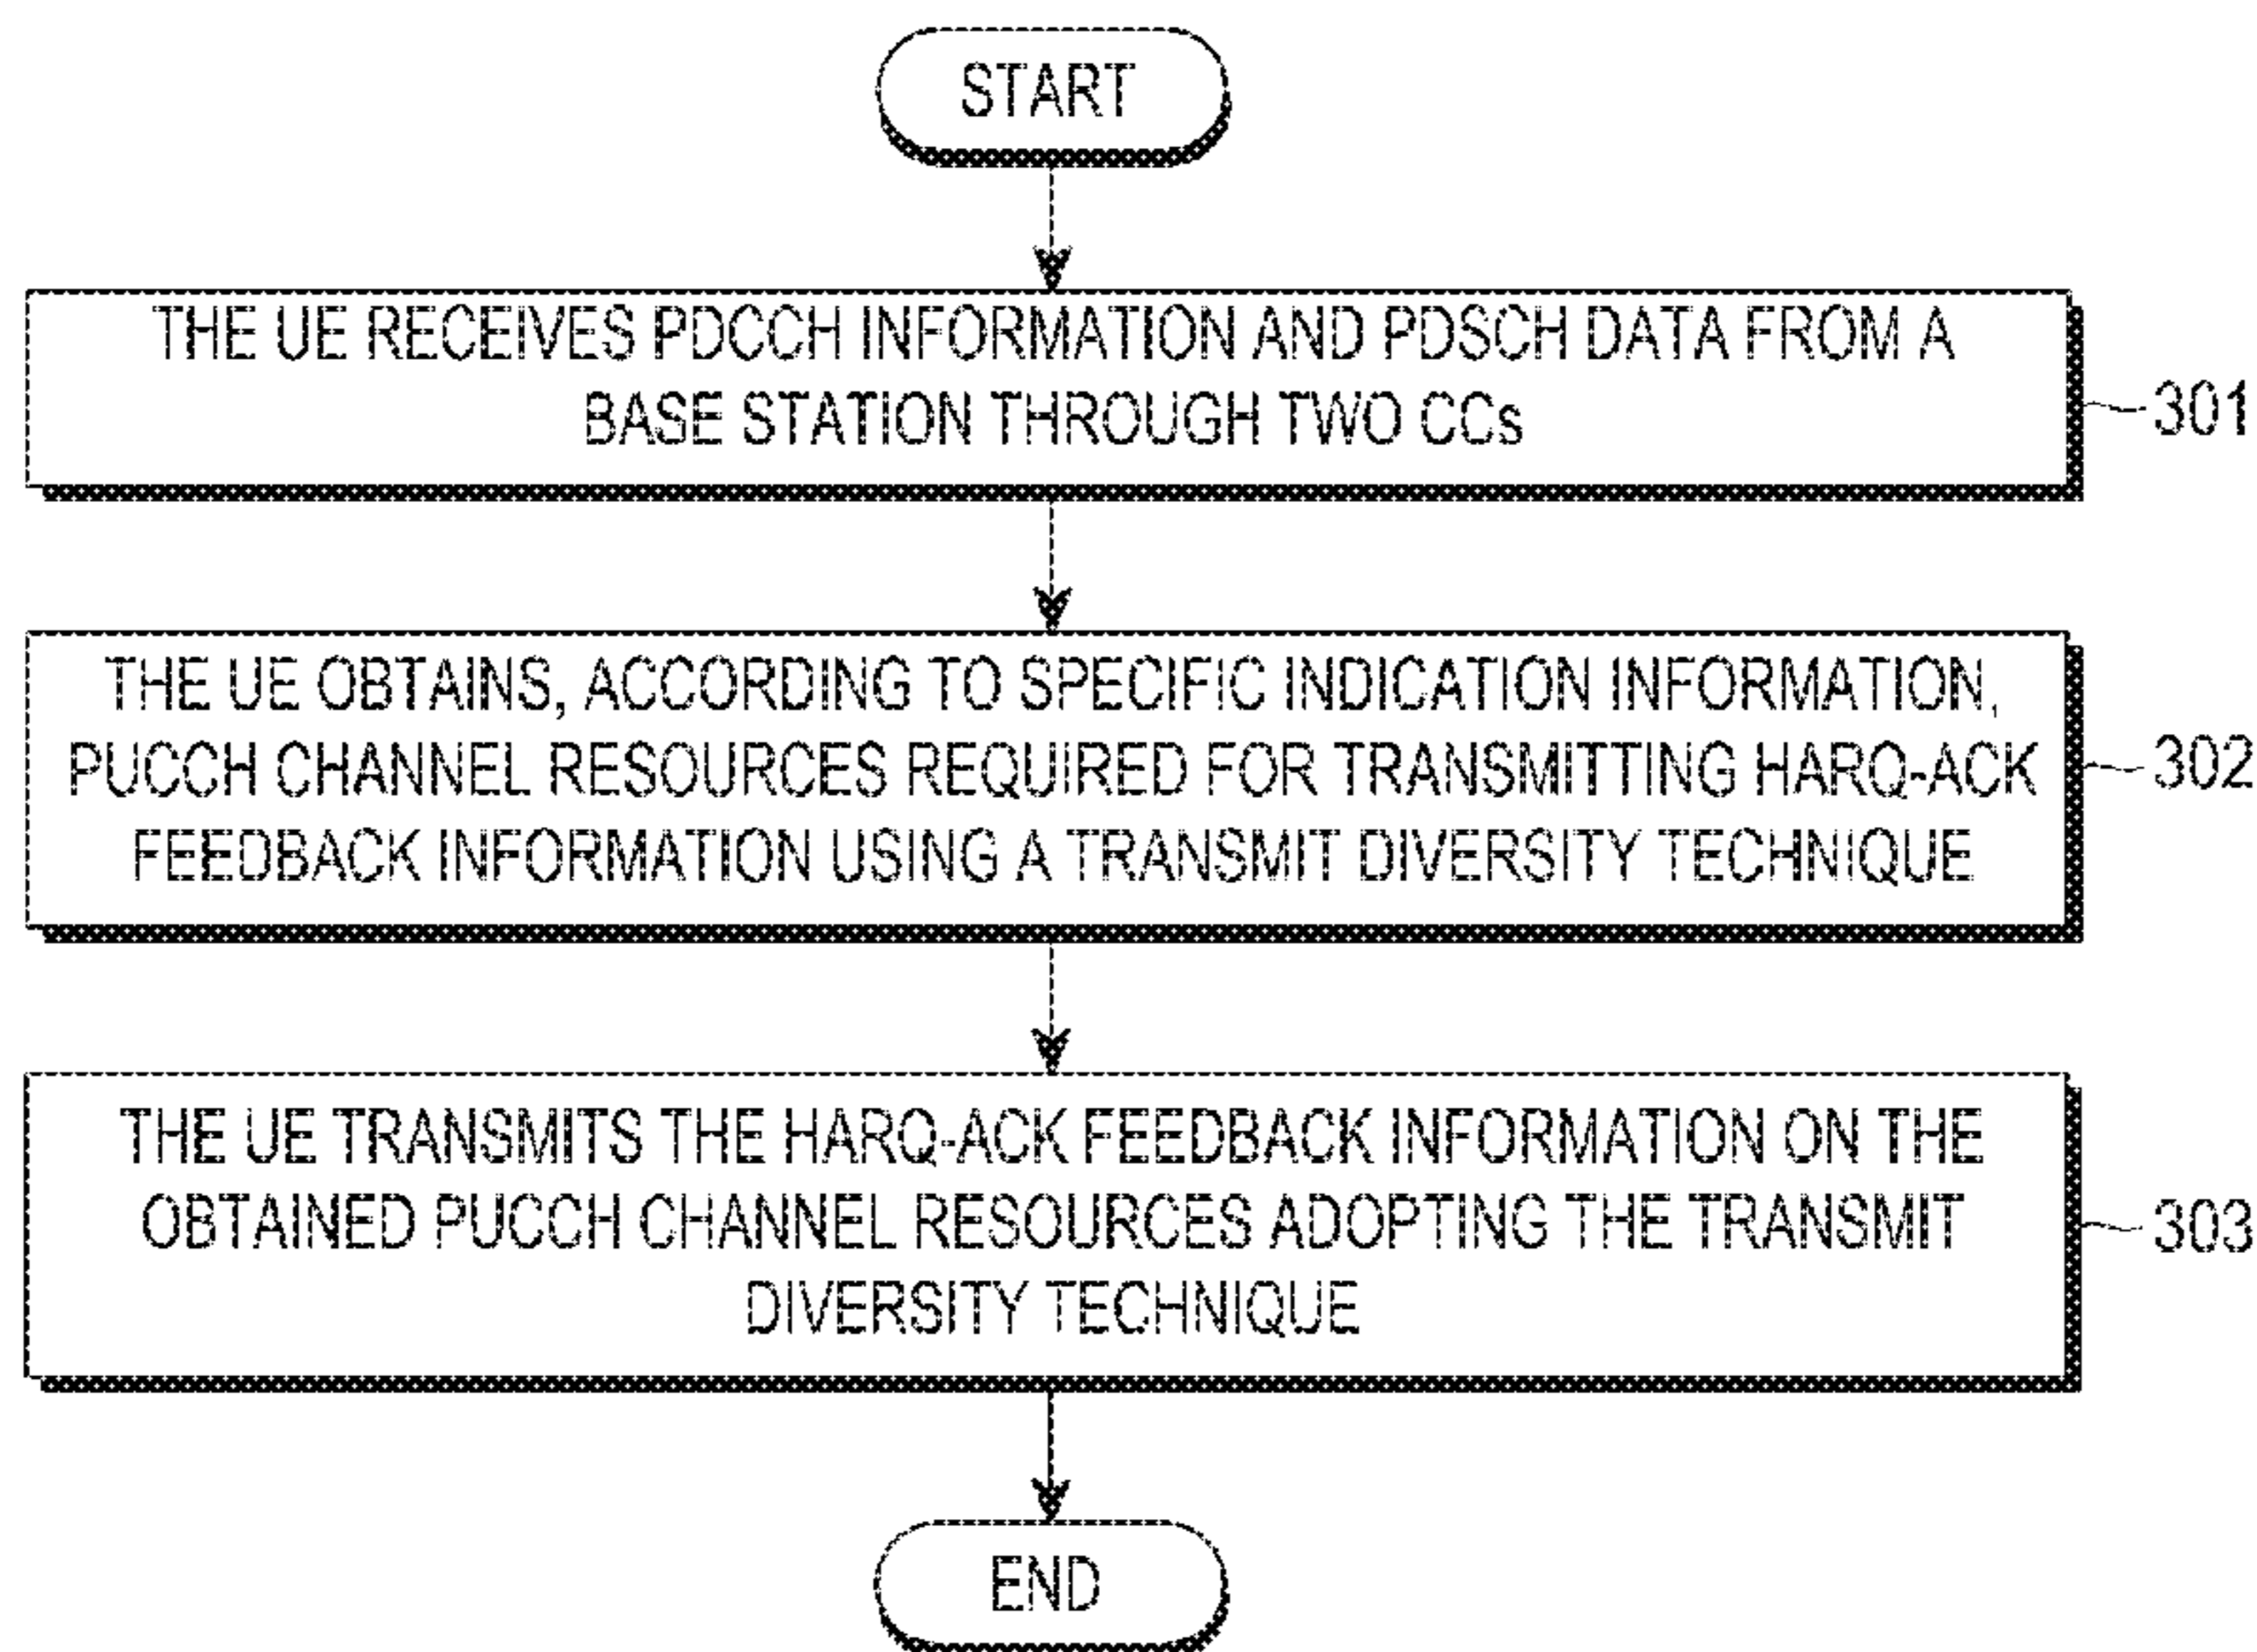 START
THE UE RECEIVES PDCCH INFORMATION AND PDSCH DATA FROM A
BASE STATION THROUGH TWO CCs
301
THE UE OBTAINS, ACCORDING TO SPECIFIC INDICATION INFORMATION,
PUCCH CHANNEL RESOURCES REQUIRED FOR TRANSMITTING HARQ-ACK
FEEDBACK INFORMATION USING A TRANSMIT DIVERSITY TECHNIQUE
302
THE UE TRANSMITS THE HARQ-ACK FEEDBACK INFORMATION ON THE
OBTAINED PUCCH CHANNEL RESOURCES ADOPTING THE TRANSMIT
DIVERSITY TECHNIQUE
303
END